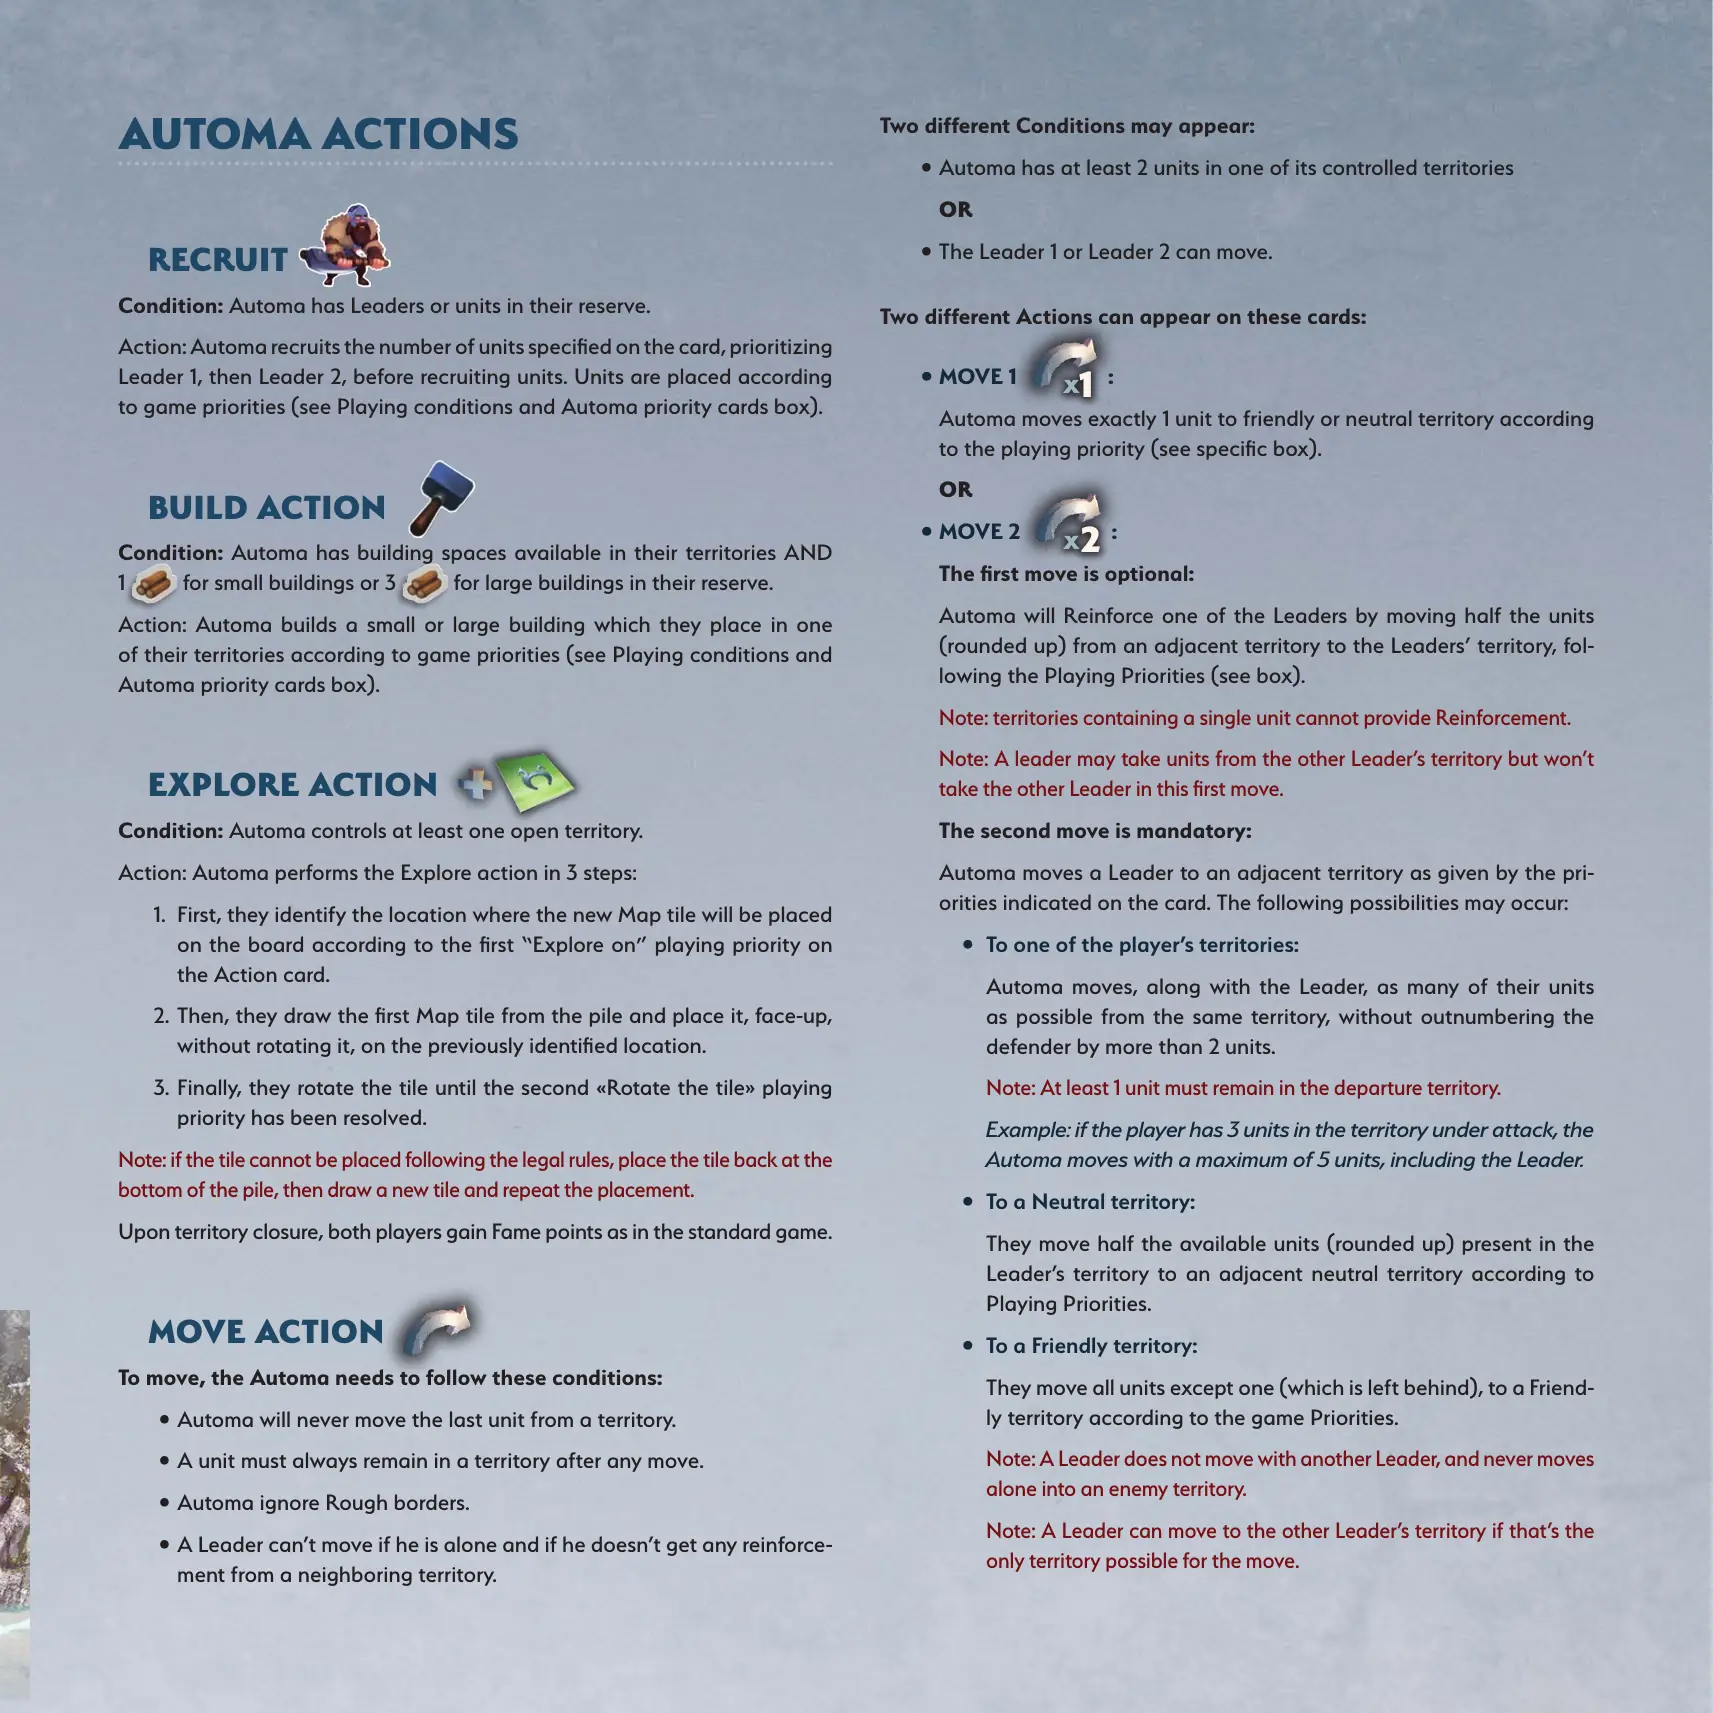 AUTOMA ACTIONS
RECRUIT
Condition: Automa has Leaders or units in their reserve.
Action: Automa recruits the number of units specified on the card, prioritizing
Leader 1, then Leader 2, before recruiting units. Units are placed according
to game priorities (see Playing conditions and Automa priority cards box).
BUILD ACTION
Condition: Automa has building spaces available in their territories AND
1 for small buildings or 3 for large buildings in their reserve.
Action: Automa builds a small or large building which they place in one
of their territories according to game priorities (see Playing conditions and
Automa priority cards box).
EXPLORE ACTION
Condition: Automa controls at least one open territory.
Action: Automa performs the Explore action in 3 steps:
1. First, they identify the location where the new Map tile will be placed
on the board according to the first “Explore on” playing priority on
the Action card.
2. Then, they draw the first Map tile from the pile and place it, face-up,
without rotating it, on the previously identified location.
3. Finally, they rotate the tile until the second «Rotate the tile» playing
priority has been resolved.
Note: if the tile cannot be placed following the legal rules, place the tile back at the
bottom of the pile, then draw a new tile and repeat the placement.
Upon territory closure, both players gain Fame points as in the standard game.
MOVE ACTION
To move, the Automa needs to follow these conditions:
• Automa will never move the last unit from a territory.
• A unit must always remain in a territory after any move.
• Automa ignore Rough borders.
• A Leader can’t move if he is alone and if he doesn’t get any reinforce-
ment from a neighboring territory.
Two different Conditions may appear:
• Automa has at least 2 units in one of its controlled territories
OR
• The Leader 1 or Leader 2 can move.
Two different Actions can appear on these cards:
• MOVE 1 x1 :
Automa moves exactly 1 unit to friendly or neutral territory according
to the playing priority (see specific box).
OR
• MOVE 2 x2 :
The first move is optional:
Automa will Reinforce one of the Leaders by moving half the units
(rounded up) from an adjacent territory to the Leaders’ territory, fol-
lowing the Playing Priorities (see box).
Note: territories containing a single unit cannot provide Reinforcement.
Note: A leader may take units from the other Leader’s territory but won’t
take the other Leader in this first move.
The second move is mandatory:
Automa moves a Leader to an adjacent territory as given by the pri-
orities indicated on the card. The following possibilities may occur:
• To one of the player’s territories:
Automa moves, along with the Leader, as many of their units
as possible from the same territory, without outnumbering the
defender by more than 2 units.
Note: At least 1 unit must remain in the departure territory.
Example: if the player has 3 units in the territory under attack, the
Automa moves with a maximum of 5 units, including the Leader.
• To a Neutral territory:
They move half the available units (rounded up) present in the
Leader’s territory to an adjacent neutral territory according to
Playing Priorities.
• To a Friendly territory:
They move all units except one (which is left behind), to a Friend-
ly territory according to the game Priorities.
Note: A Leader does not move with another Leader, and never moves
alone into an enemy territory.
Note: A Leader can move to the other Leader’s territory if that’s the
only territory possible for the move.